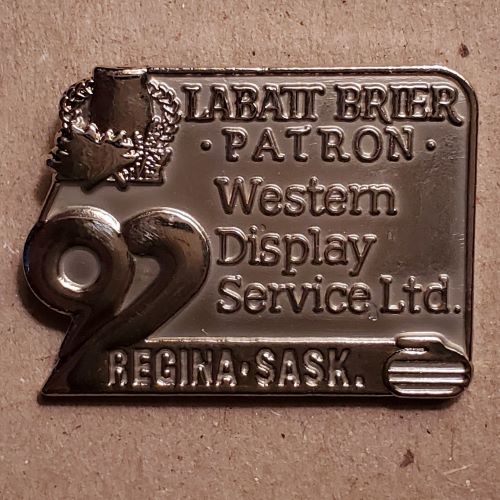 LABATT BRIER
· PATRON ·
Western
Display
Service Ltd.
92
REGINA · SASK.